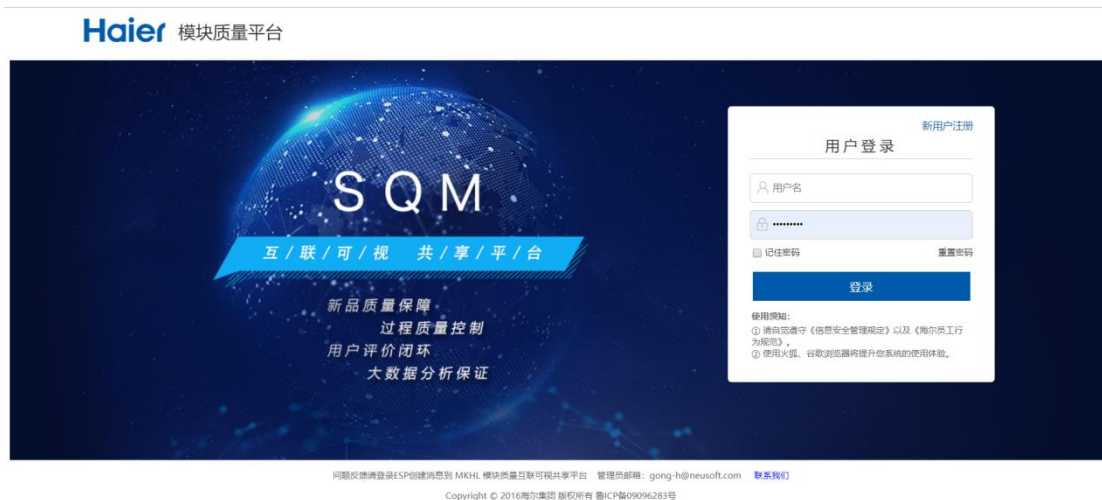 Haier 模块质量平台
新用户注册
用户登录
SQM
用户名
互/联/可/视 共/享/平/台
•••••••••
记住密码 重置密码
登录
新品质量保障
过程质量控制
用户评价闭环
大数据分析保证
使用须知:
① 请自觉遵守《信息安全管理规定》以及《海尔员工行
为规范》。
② 使用火狐、谷歌浏览器将提升您系统的使用体验。
问题反馈请登录ESP创建消息到 MKHL 模块质量互联可视共享平台 管理员邮箱：gong-h@neusoft.com 联系我们
Copyright © 2016海尔集团 版权所有 鲁ICP备09096283号